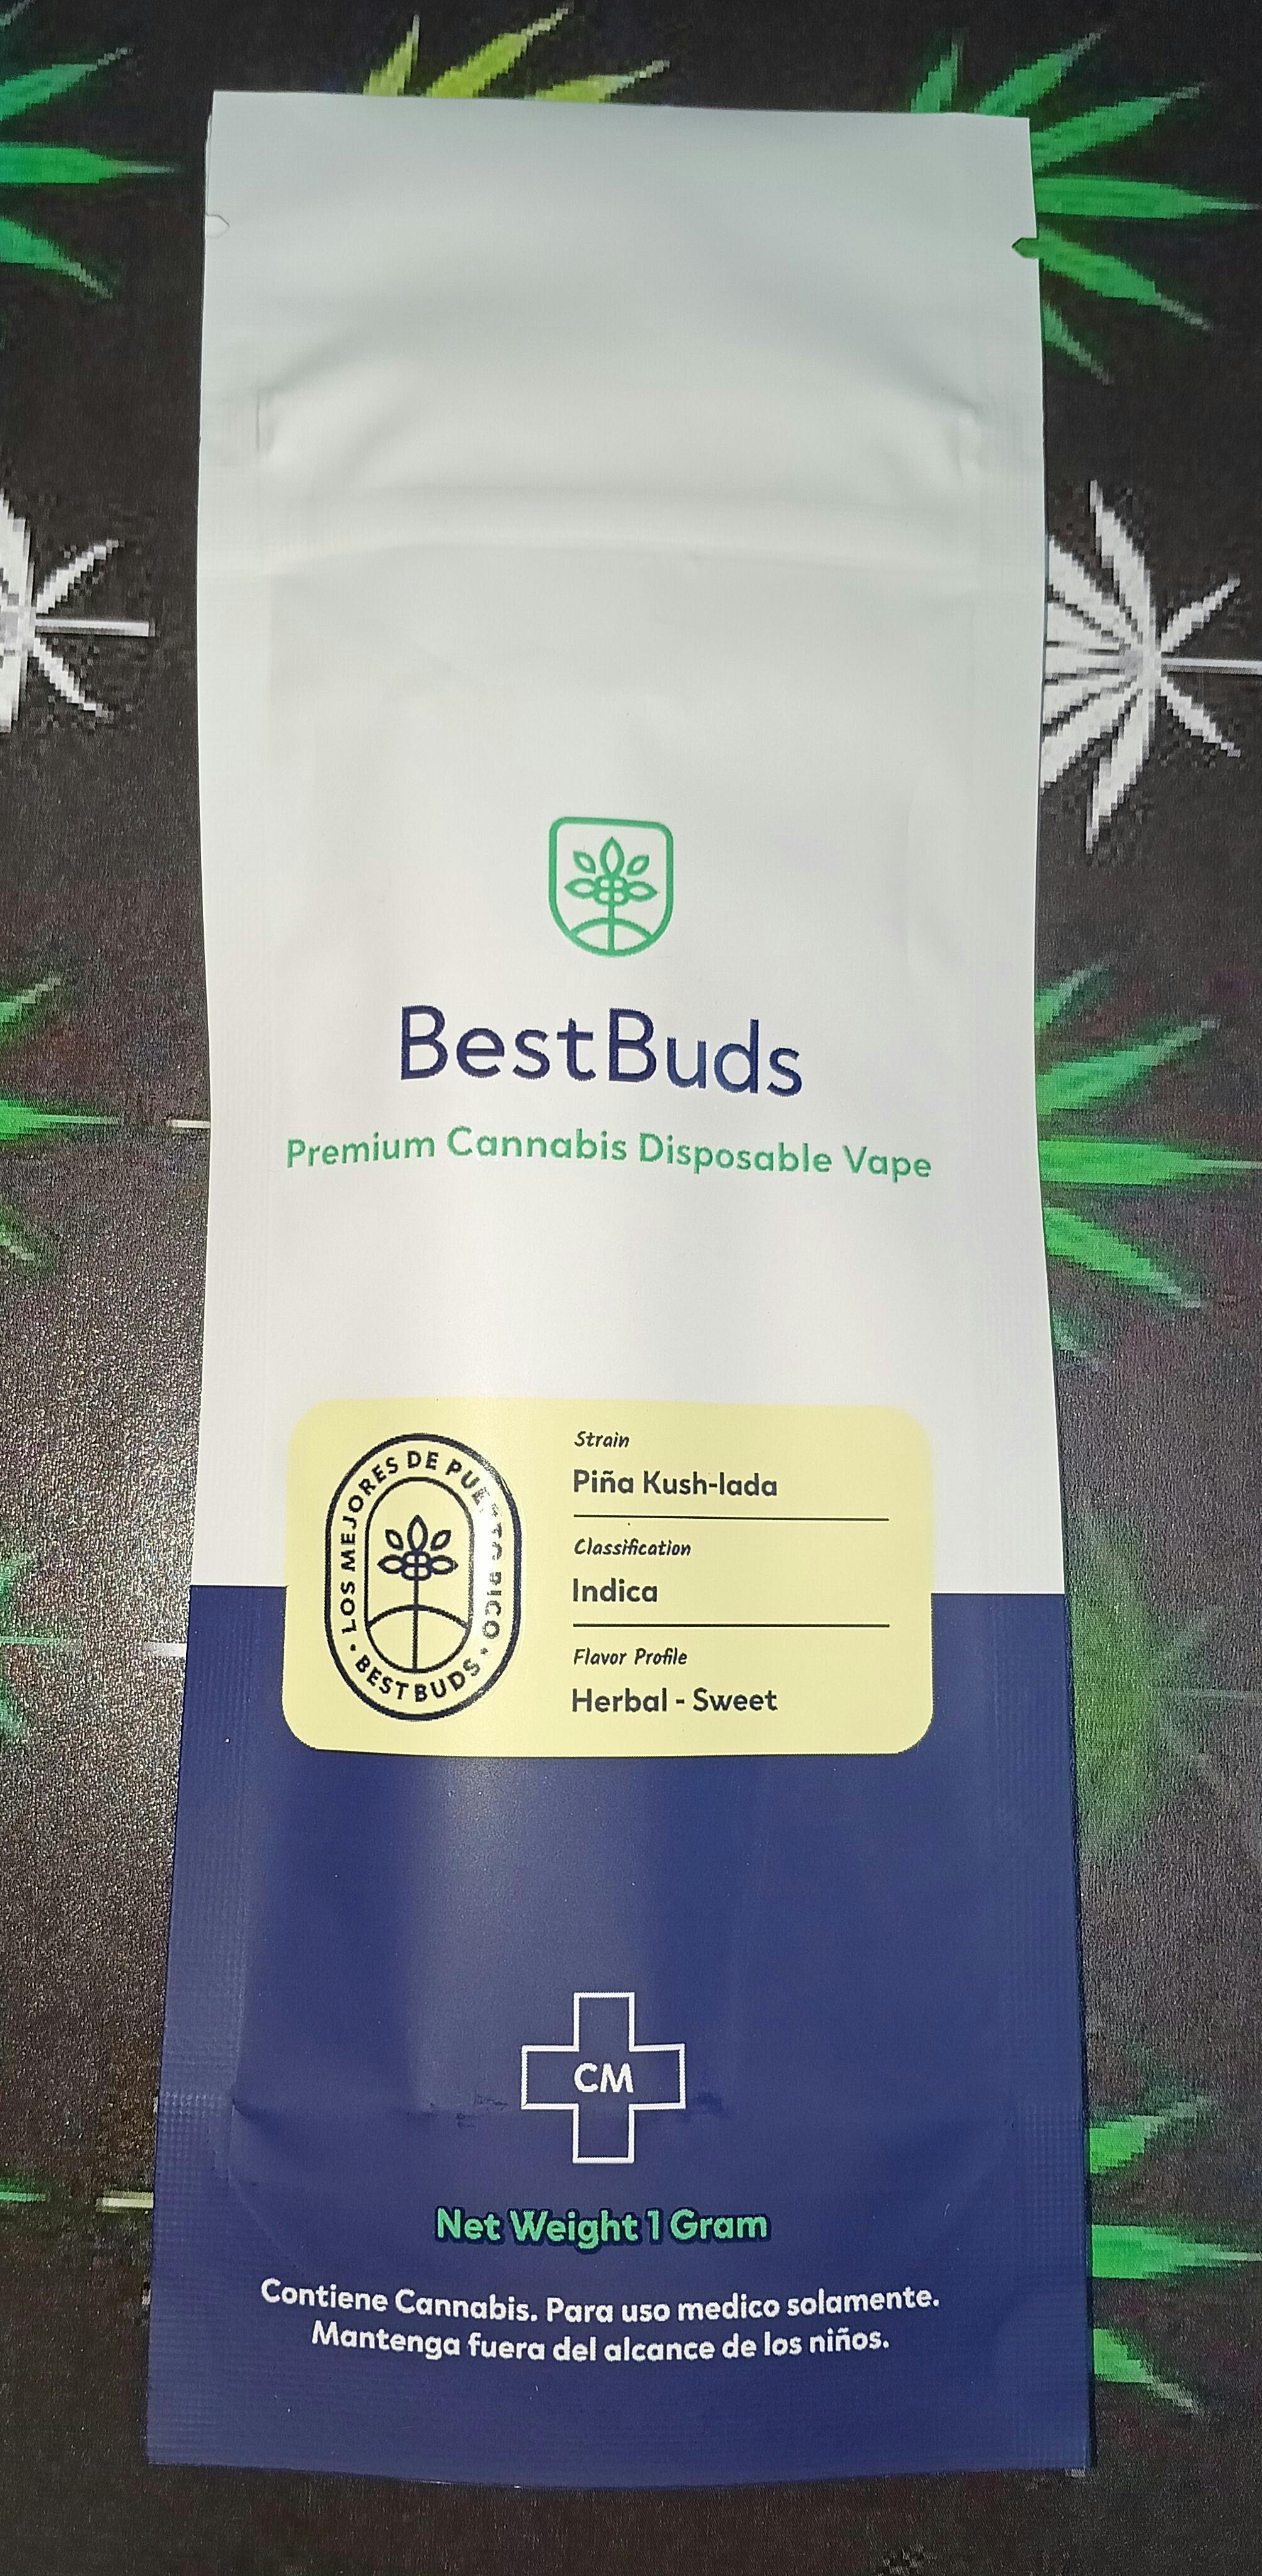 BestBuds
Premium Cannabis Disposable Vape
LOS MEJORES DE PUERTO RICO
BESTBUDS
Strain
Piña Kush-lada
Classification
Indica
Flavor Profile
Herbal - Sweet
CM
Net Weight 1 Gram
Contiene Cannabis. Para uso medico solamente.
Mantenga fuera del alcance de los niños.